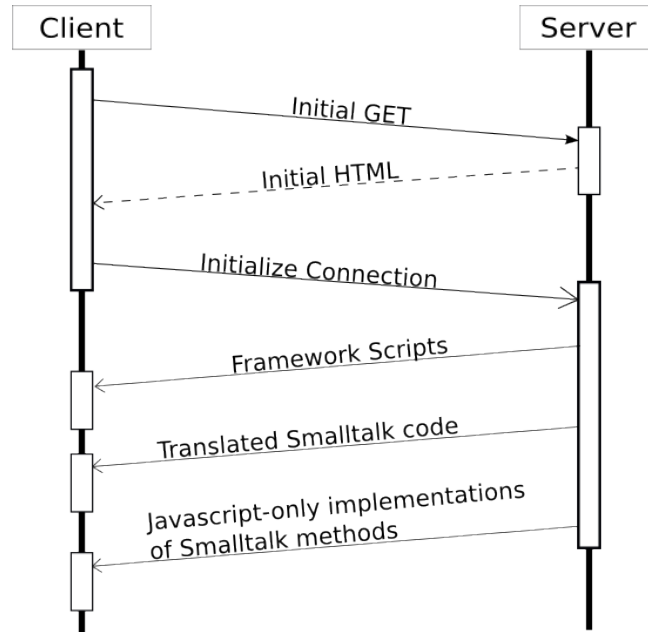 Client
Server
Initial GET
Initial HTML
Initialize Connection
Framework Scripts
Translated Smalltalk code
Javascript-only implementations
of Smalltalk methods